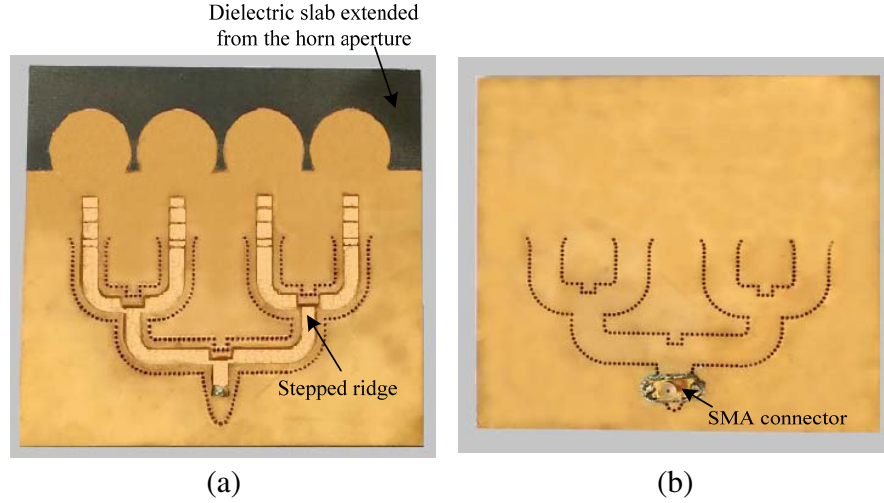 Dielectric slab extended
from the horn aperture
Stepped ridge
SMA connector
(a)
(b)